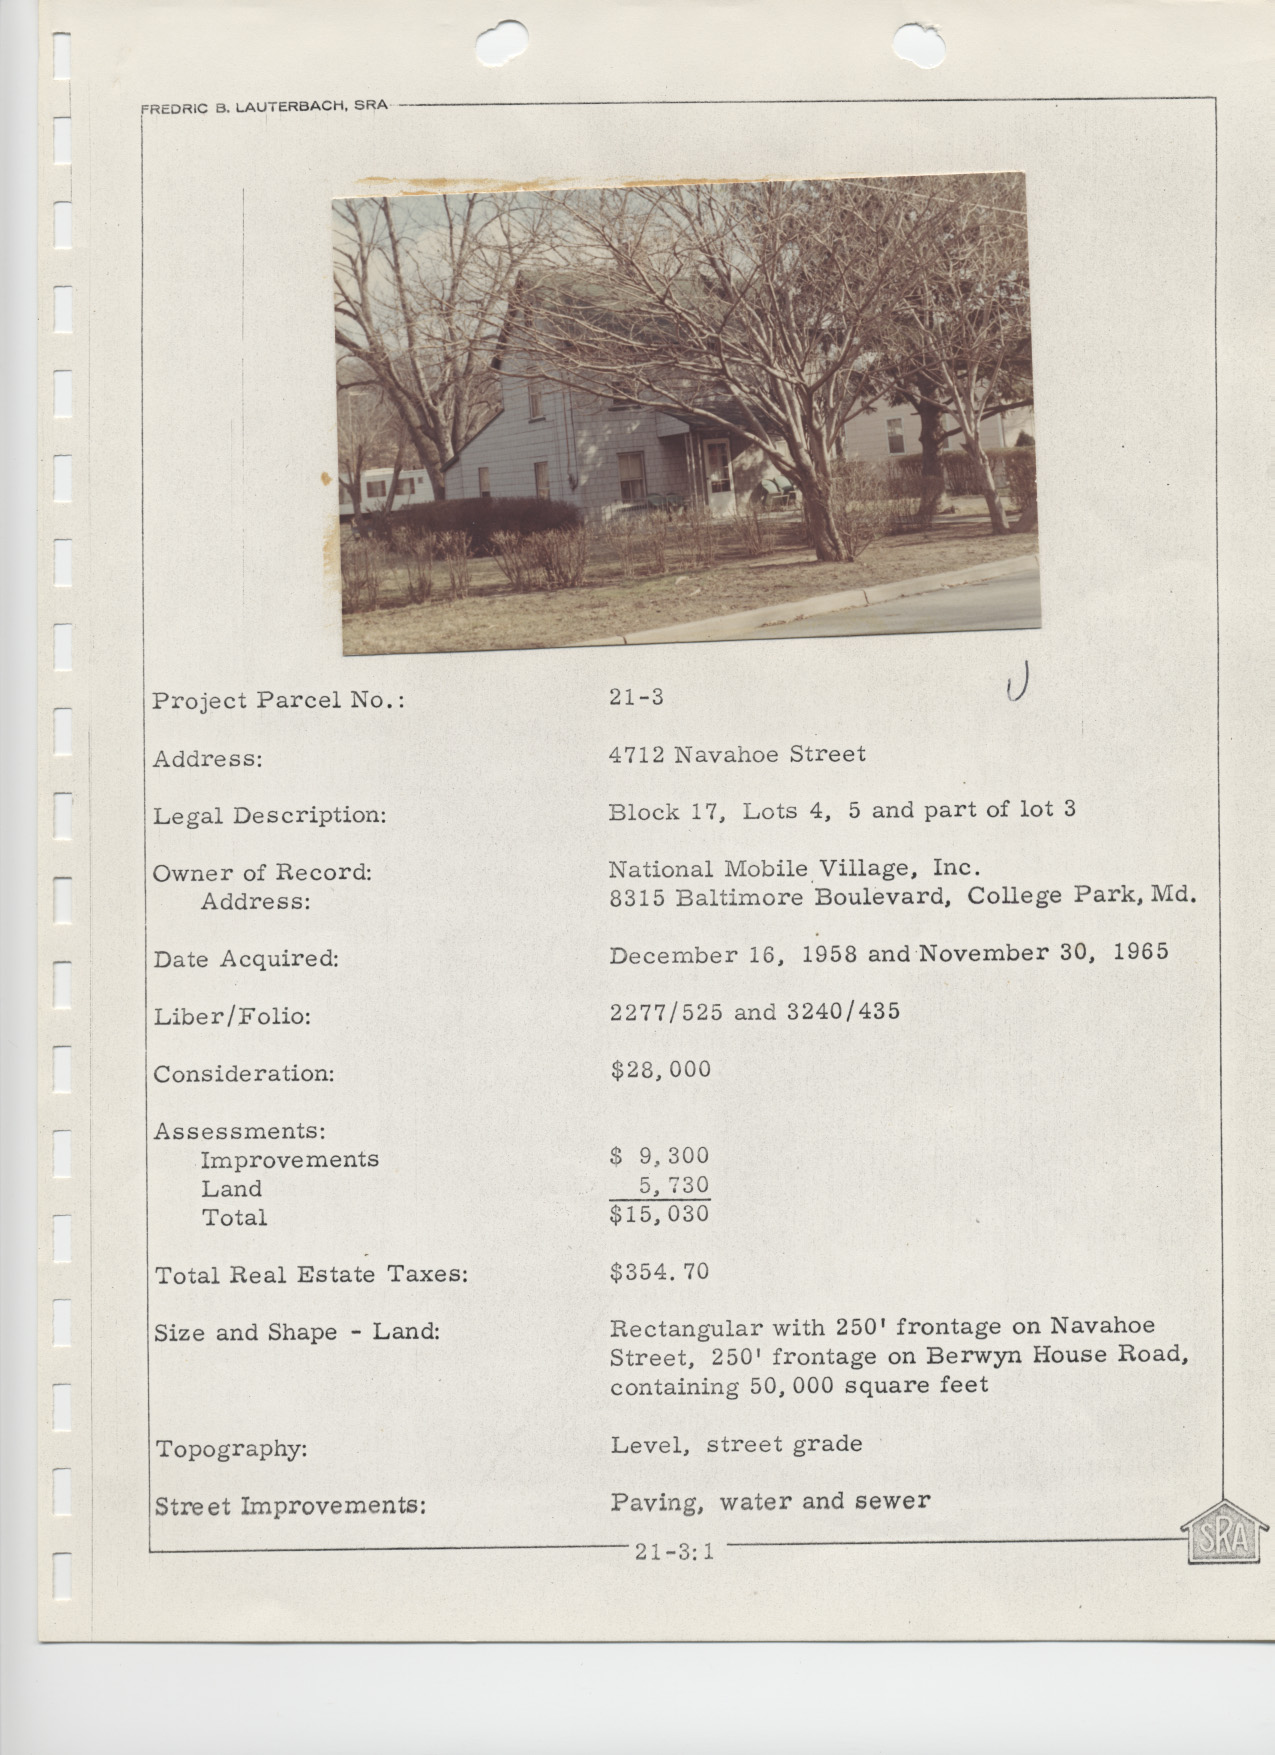 FREDRIC B. LAUTERBACH, SRA
Project Parcel No.: 21-3
Address: 4712 Navahoe Street
Legal Description: Block 17, Lots 4, 5 and part of lot 3
Owner of Record: National Mobile Village, Inc.
Address: 8315 Baltimore Boulevard, College Park, Md.
Date Acquired: December 16, 1958 and November 30, 1965
Liber/Folio: 2277/525 and 3240/435
Consideration: $28,000
Assessments:
Improvements $ 9,300
Land 5,730
Total $15,030
Total Real Estate Taxes: $354.70
Size and Shape - Land: Rectangular with 250' frontage on Navahoe
Street, 250' frontage on Berwyn House Road,
containing 50,000 square feet
Topography: Level, street grade
Street Improvements: Paving, water and sewer
21-3:1
SRA